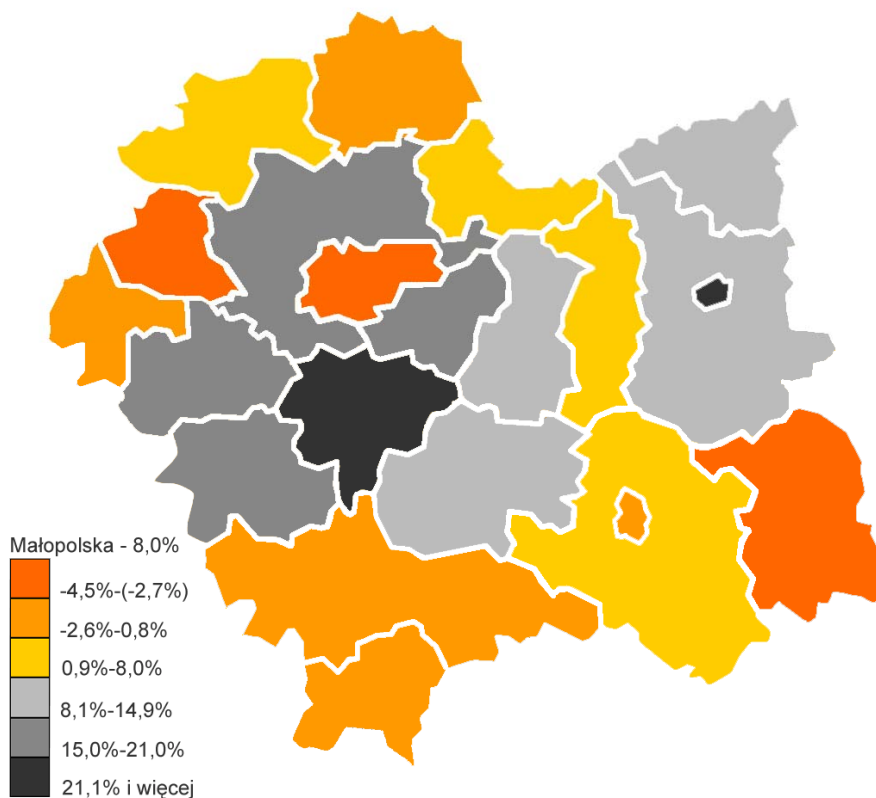 Małopolska - 8,0%
-4,5%-(-2,7%)
-2,6%-0,8%
0,9%-8,0%
8,1%-14,9%
15,0%-21,0%
21,1% i więcej